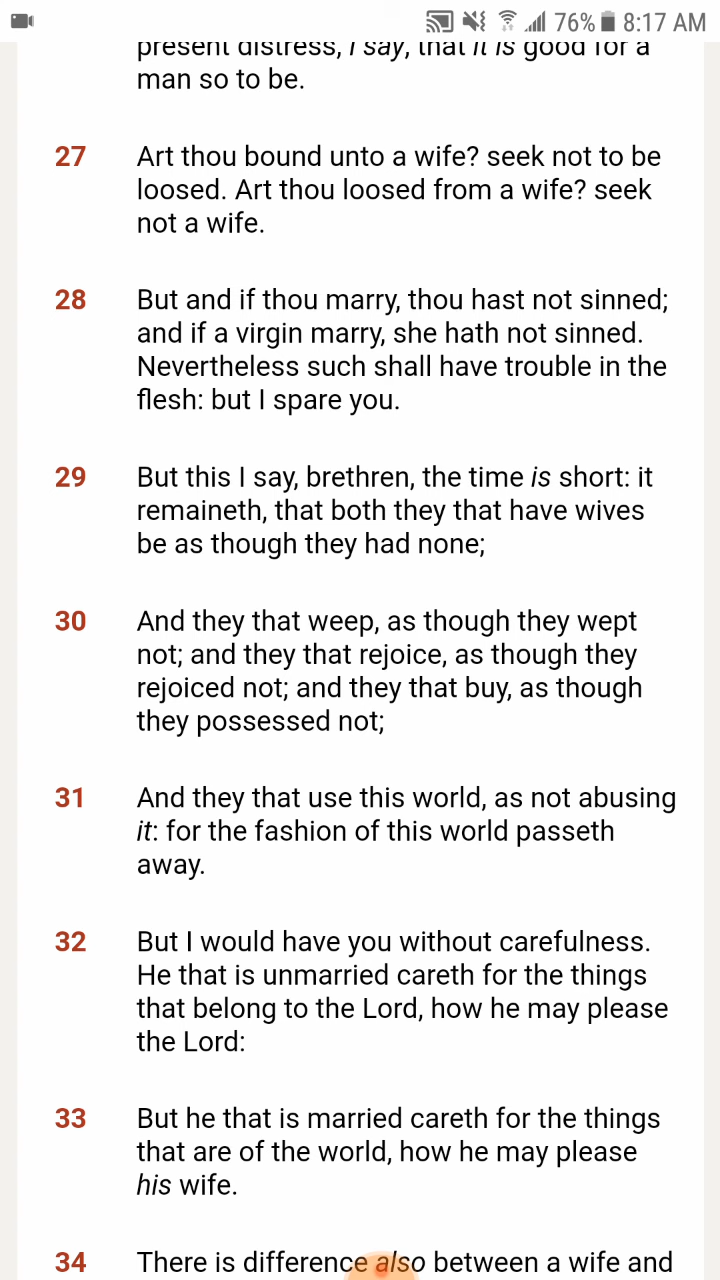 76% 8:17 AM
present distress, I say, that it is good for a
man so to be.
27 Art thou bound unto a wife? seek not to be
loosed. Art thou loosed from a wife? seek
not a wife.
28 But and if thou marry, thou hast not sinned;
and if a virgin marry, she hath not sinned.
Nevertheless such shall have trouble in the
flesh: but I spare you.
29 But this I say, brethren, the time is short: it
remaineth, that both they that have wives
be as though they had none;
30 And they that weep, as though they wept
not; and they that rejoice, as though they
rejoiced not; and they that buy, as though
they possessed not;
31 And they that use this world, as not abusing
it: for the fashion of this world passeth
away.
32 But I would have you without carefulness.
He that is unmarried careth for the things
that belong to the Lord, how he may please
the Lord:
33 But he that is married careth for the things
that are of the world, how he may please
his wife.
34 There is difference also between a wife and